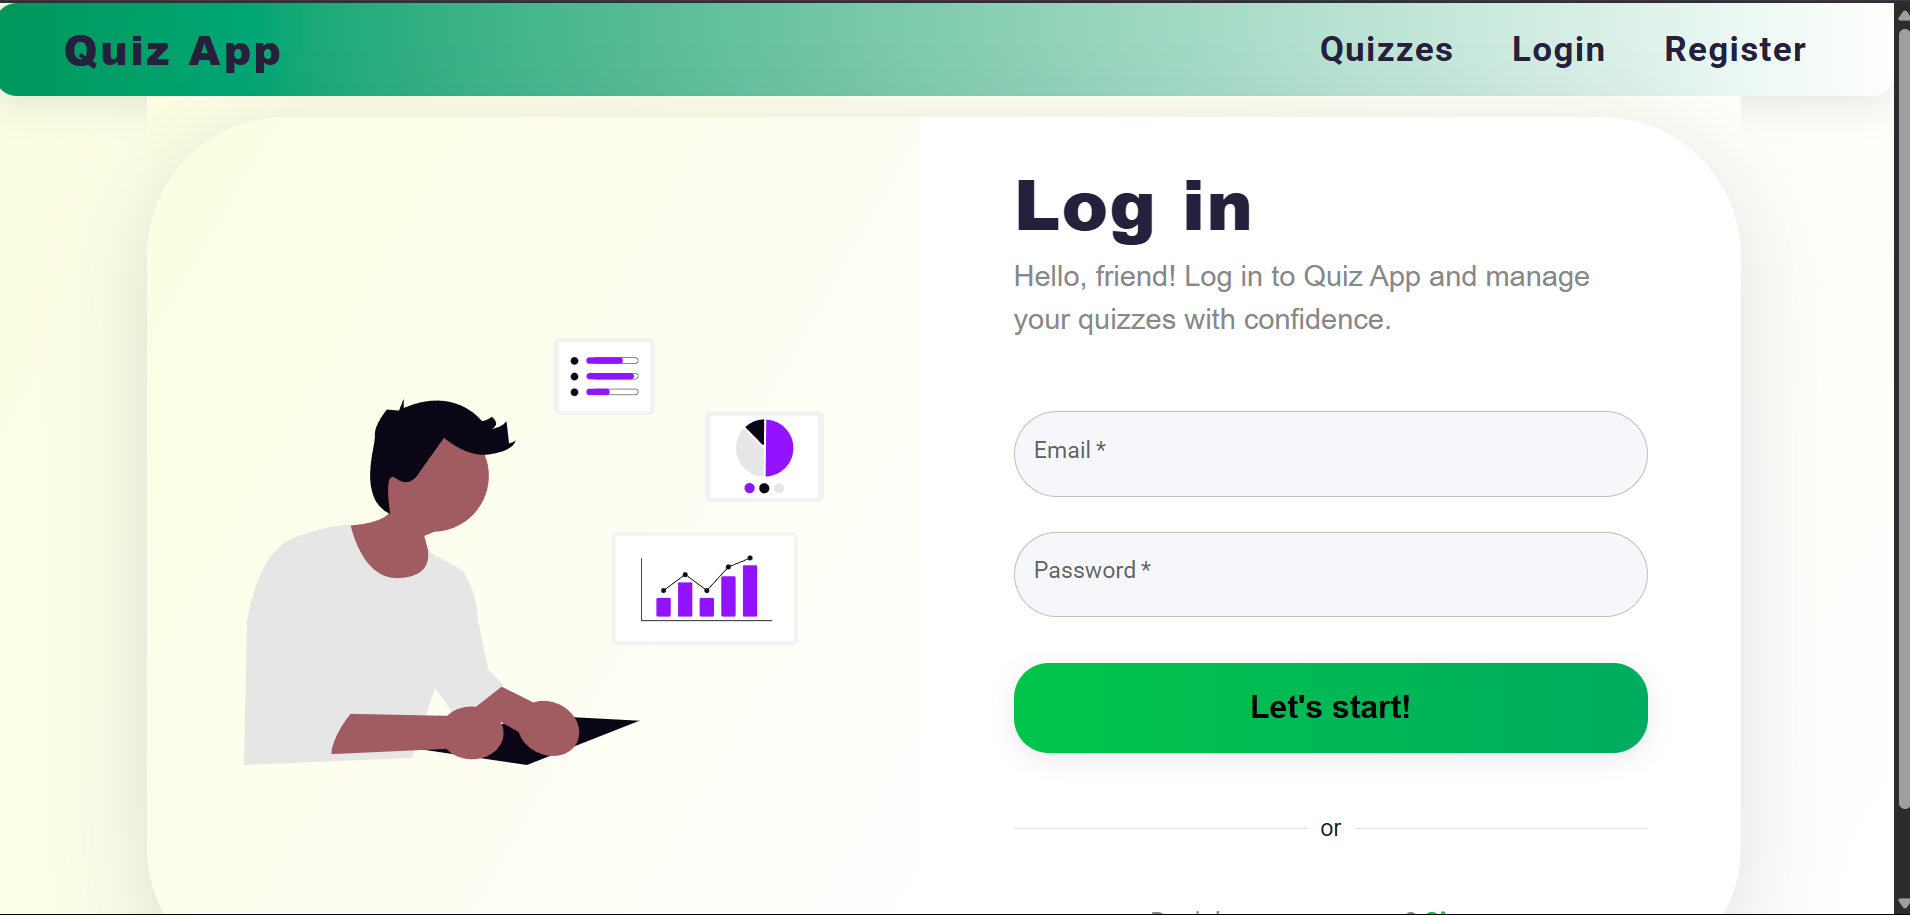 Quiz App
Quizzes Login Register
Log in
Hello, friend! Log in to Quiz App and manage
your quizzes with confidence.
Email *
Password *
Let's start!
or